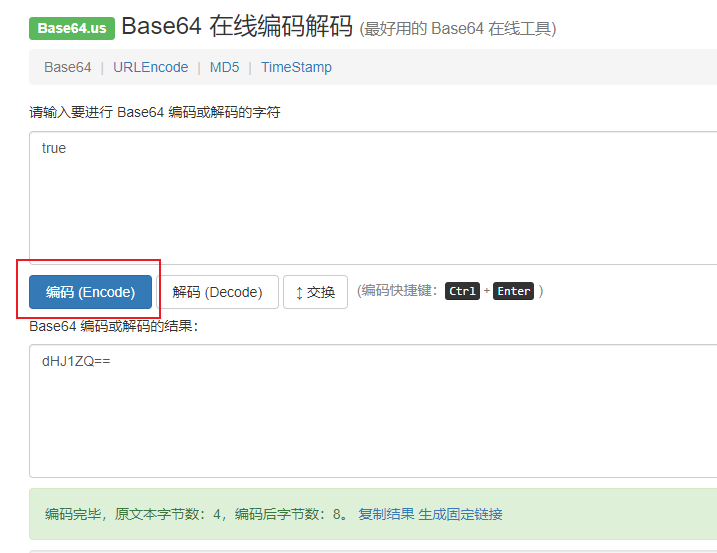 Base64.us Base64 在线编码解码 (最好用的 Base64 在线工具)
Base64 | URLEncode | MD5 | TimeStamp
请输入要进行 Base64 编码或解码的字符
true
编码 (Encode) 解码 (Decode) ↕ 交换 (编码快捷键： Ctrl + Enter )
Base64 编码或解码的结果：
dHJ1ZQ==
编码完毕，原文本字节数：4，编码后字节数：8。 复制结果 生成固定链接